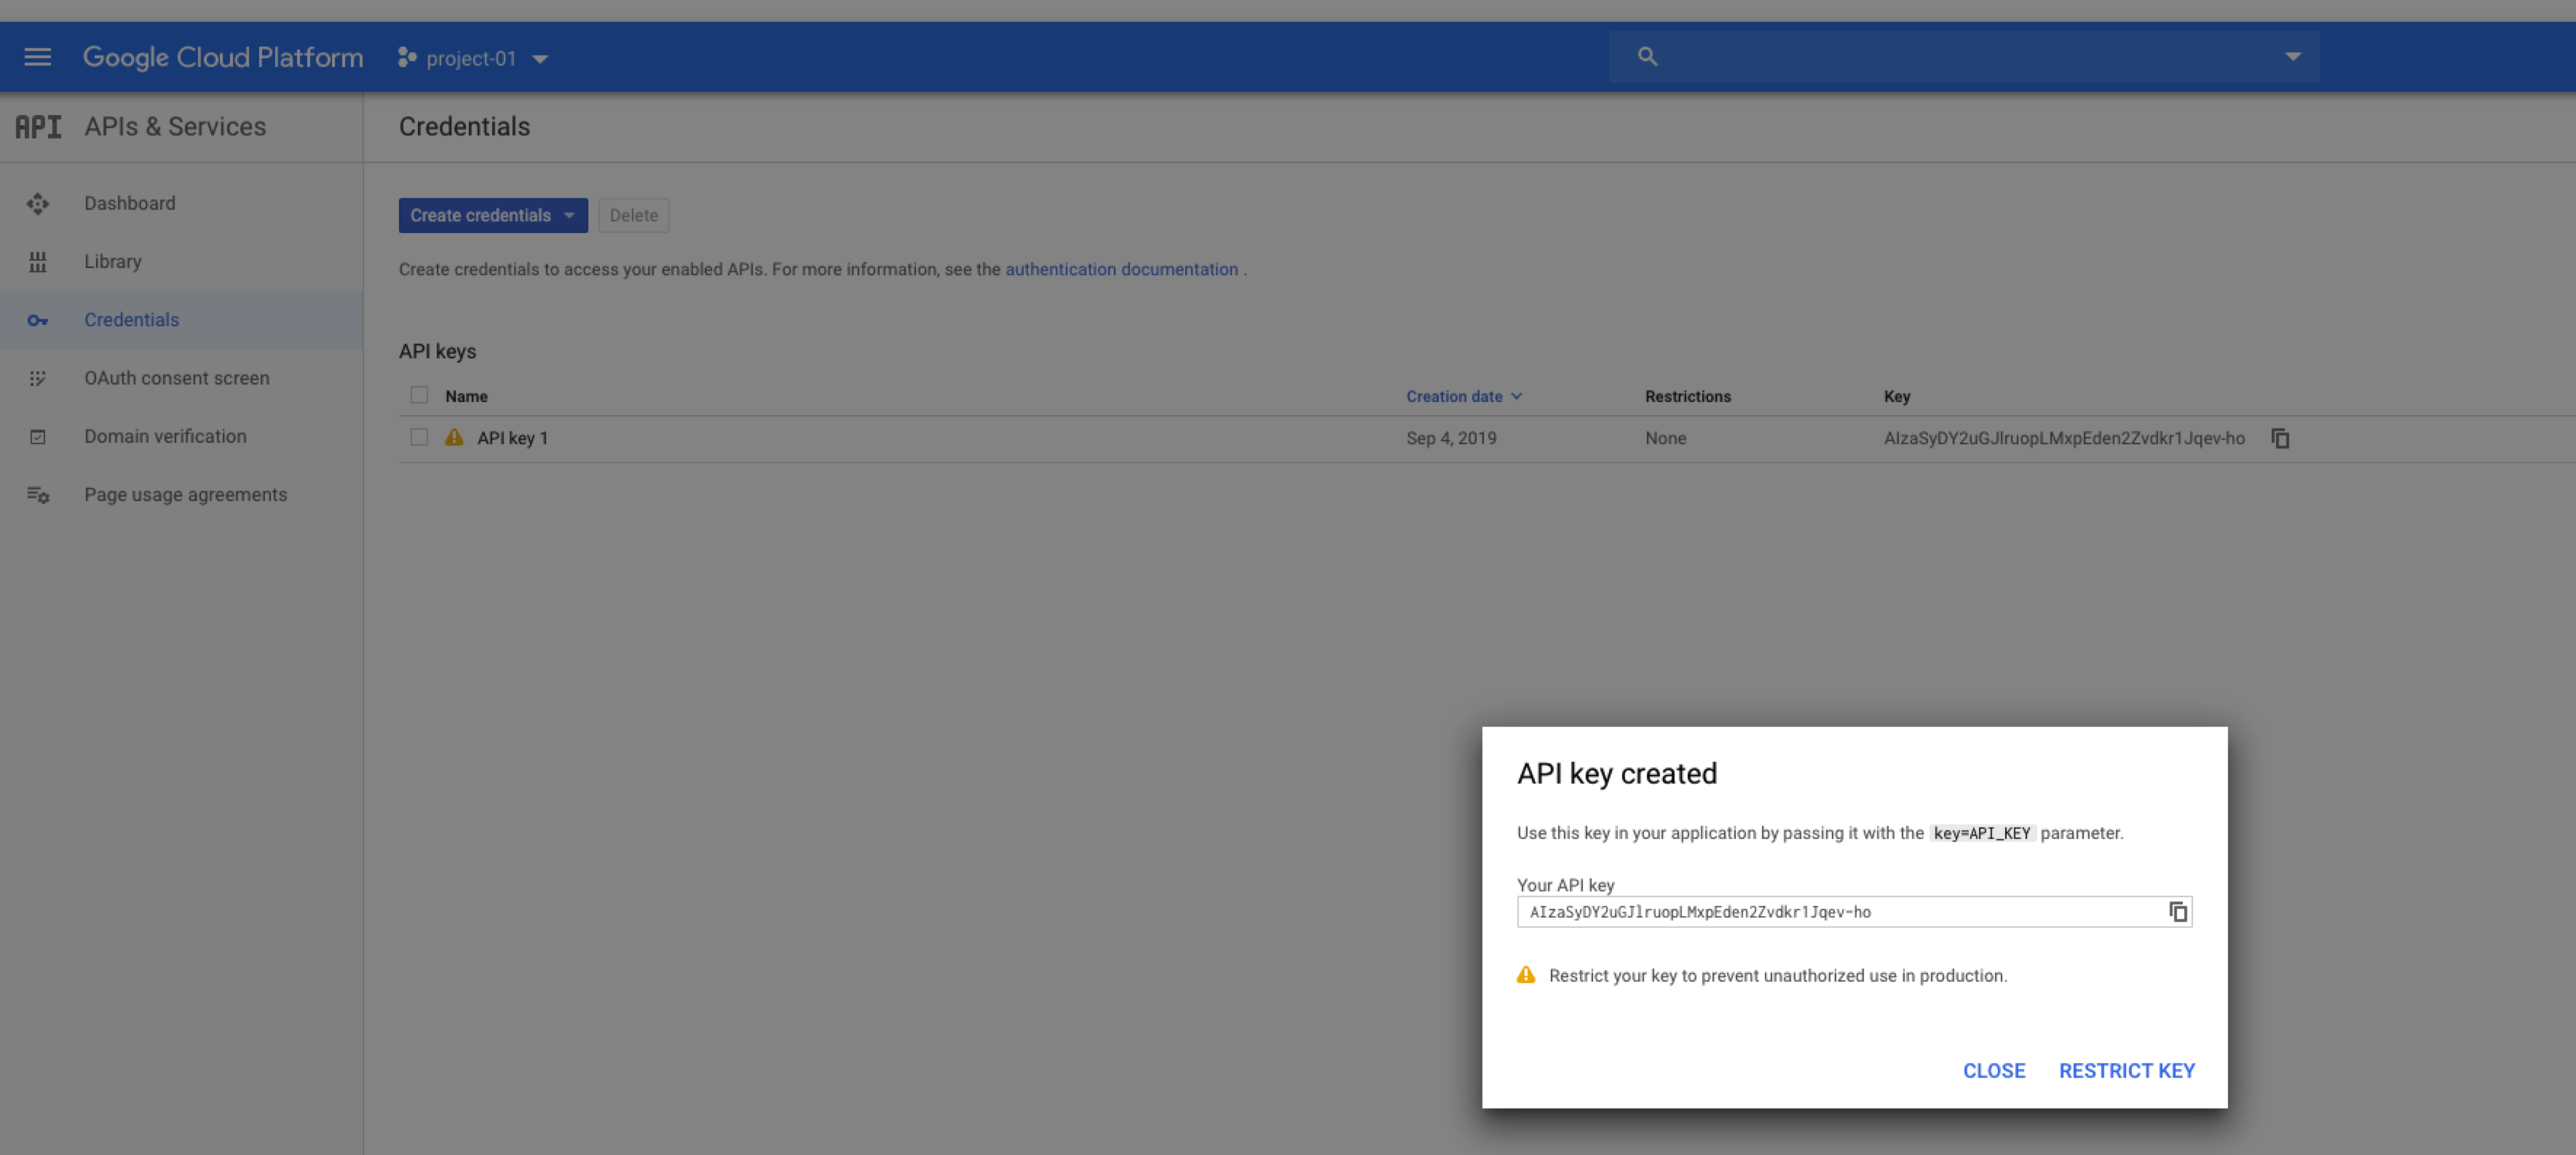 Google Cloud Platform project-01
API APIs & Services
Credentials
Dashboard
Library
Credentials
OAuth consent screen
Domain verification
Page usage agreements
Create credentials Delete
Create credentials to access your enabled APIs. For more information, see the authentication documentation .
API keys
Name Creation date Restrictions Key
API key 1 Sep 4, 2019 None AIzaSyDY2uGJlruopLMxpEden2Zvdkr1Jqev-ho
API key created
Use this key in your application by passing it with the key=API_KEY parameter.
Your API key
AIzaSyDY2uGJlruopLMxpEden2Zvdkr1Jqev-ho
Restrict your key to prevent unauthorized use in production.
CLOSE RESTRICT KEY